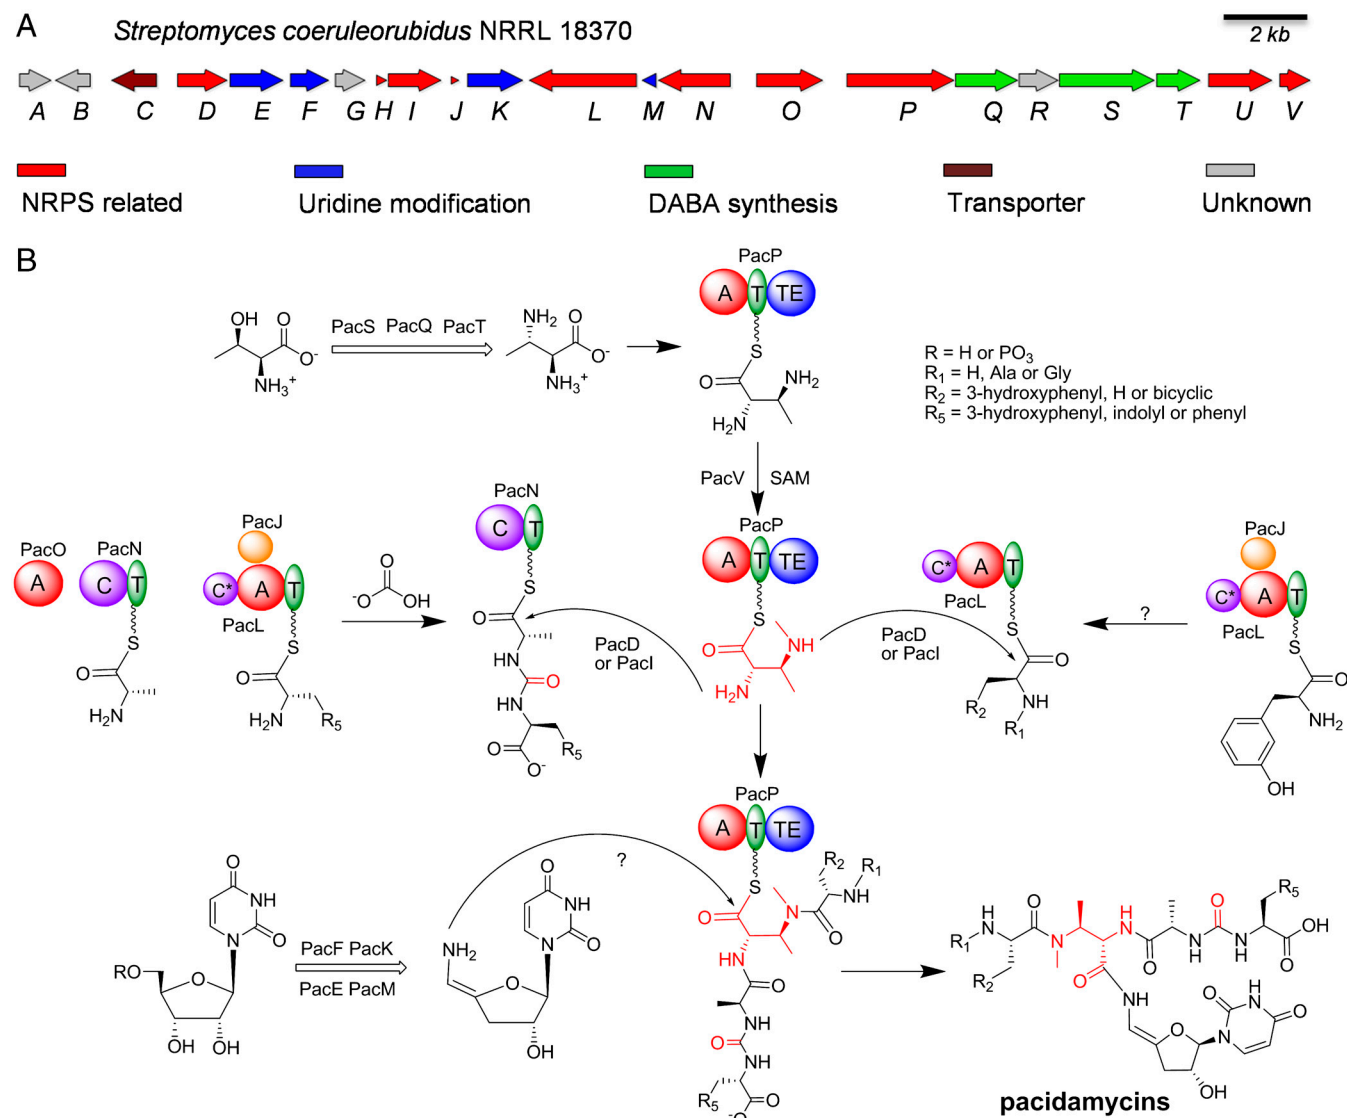 A
Streptomyces coeruleorubidus NRRL 18370
2 kb
A B C D E F G H I J K L M N O P Q R S T U V
NRPS related
Uridine modification
DABA synthesis
Transporter
Unknown
B
PacP
A T TE
OH
O
O-
NH3+
PacS PacQ PacT
NH2
O
O-
NH3+
S
O
NH2
H2N
R = H or PO3
R1 = H, Ala or Gly
R2 = 3-hydroxyphenyl, H or bicyclic
R5 = 3-hydroxyphenyl, indolyl or phenyl
PacV SAM
PacO
A
PacN
C T
S
O
H2N
PacJ
C* A T
PacL
S
O
H2N
R5
O
-O OH
PacN
C T
S
O
NH
O
HN
O
O-
R5
PacD
or PacI
PacP
A T TE
S
O
NH
H2N
PacD
or PacI
C* A T
PacL
S
O
R2
NH
R1
?
PacJ
C* A T
PacL
S
O
NH2
OH
O
NH
N O
RO
O
OH OH
PacF PacK
PacE PacM
O
NH
N O
NH2
O
OH
?
PacP
A T TE
S
O
N
O
R2
R1
NH
HN
O
NH
O
NH
R5
O
-O
H
N
R1
R2
O
N
O
H
N
O
N
H
O
N
H
R5
OH
O
NH
O
O
H
N
N
O
OH
pacidamycins